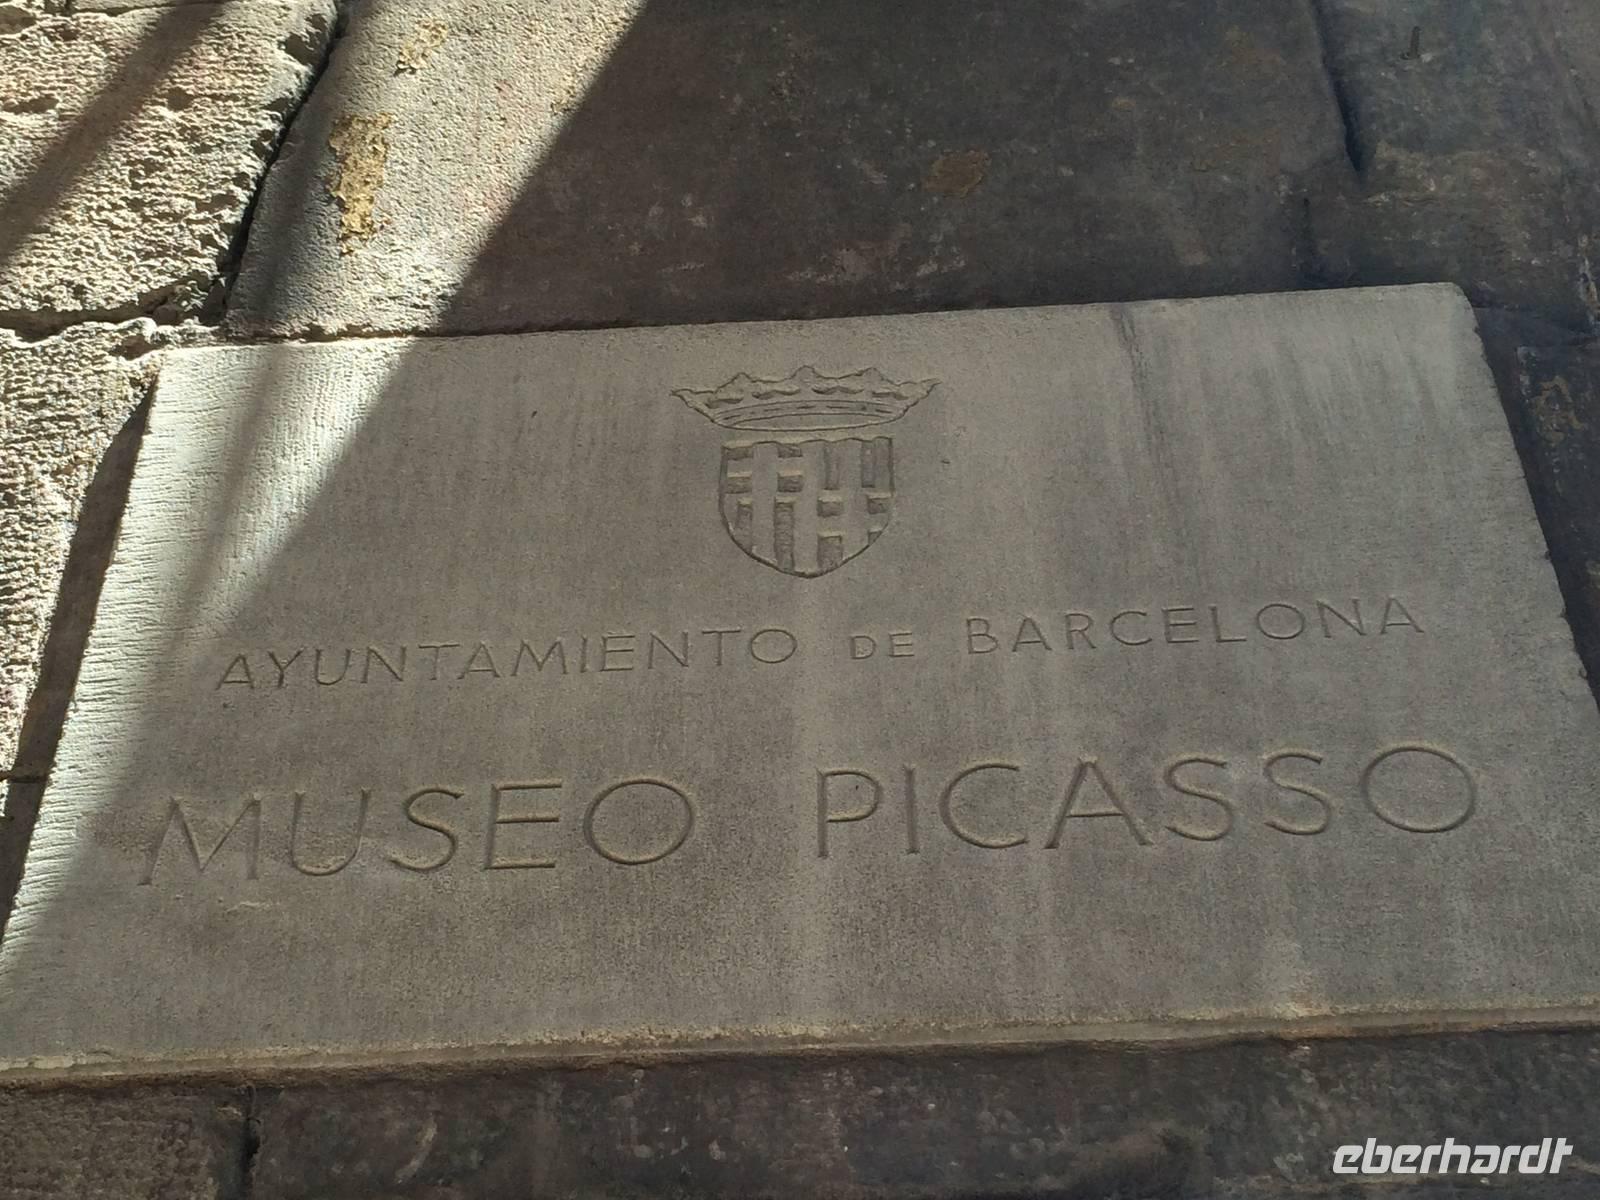 AYUNTAMIENTO DE BARCELONA
MUSEO PICASSO
eberhardt